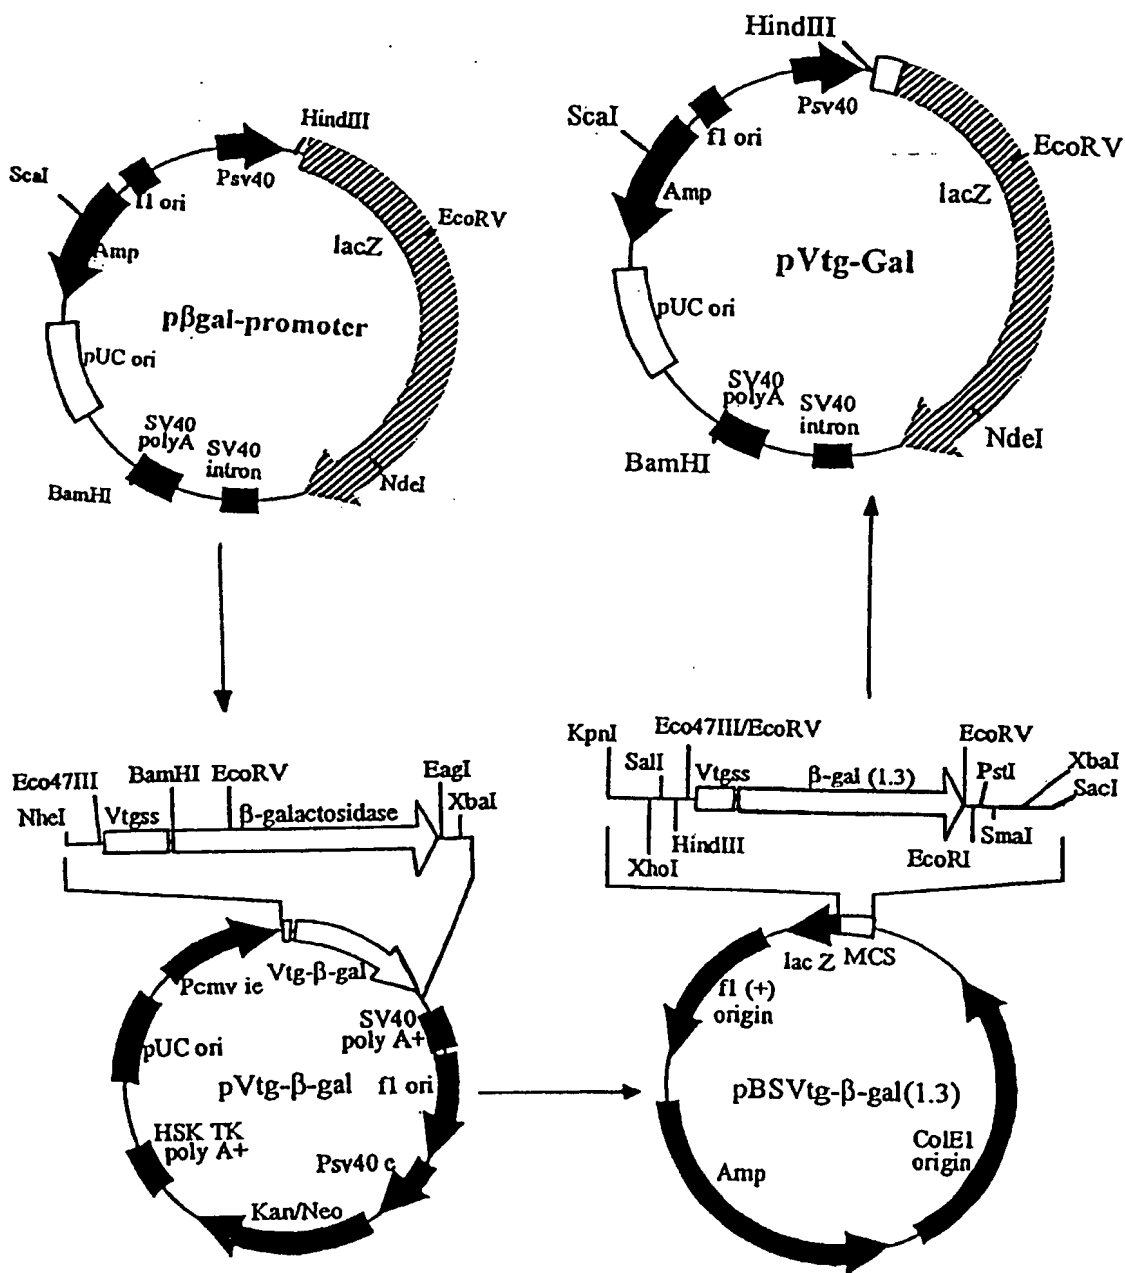 HindIII
Psv40
ScaI
f1 ori
Amp
EcoRV
lacZ
pβgal-promoter
pUC ori
SV40
polyA
SV40
intron
BamHI
NdeI
HindIII
Psv40
ScaI
f1 ori
Amp
EcoRV
lacZ
pVtg-Gal
pUC ori
SV40
polyA
SV40
intron
BamHI
NdeI
Eco47III
BamHI
EcoRV
EagI
NheI
Vtgss
β-galactosidase
XbaI
Pcmv ie
Vtg-β-gal
SV40
poly A+
pUC ori
pVtg-β-gal
f1 ori
HSK TK
poly A+
Psv40 e
Kan/Neo
KpnI
Eco47III/EcoRV
EcoRV
SalI
Vtgss
β-gal (1.3)
PstI
XbaI
SacI
HindIII
SmaI
XhoI
EcoRI
lac Z
MCS
f1 (+)
origin
pBSVtg-β-gal(1.3)
ColE1
origin
Amp